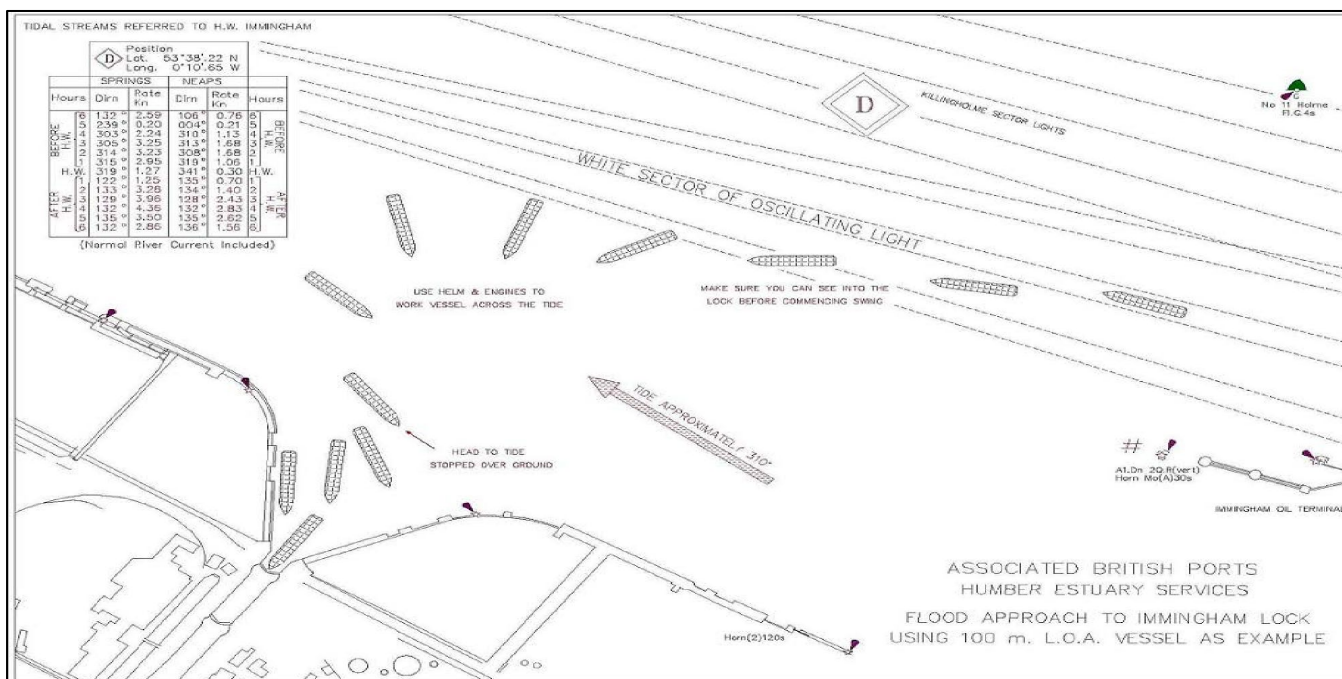 TIDAL STREAMS REFERRED TO H.W. IMMINGHAM
D
Position
Lat. 53°38'.22 N
Long. 0°10'.65 W
SPRINGS NEAPS
Hours Dirn Rate Kn Dirn Rate Kn Hours
BEFORE H.W.
6 132° 2.59 106° 0.76 6
5 239° 0.20 004° 0.21 5
4 303° 2.24 310° 1.13 4
3 305° 3.25 313° 1.68 3
2 314° 3.23 308° 1.68 2
1 315° 2.95 319° 1.06 1
BEFORE H.W.
H.W. 319° 1.27 341° 0.30 H.W.
AFTER H.W.
1 122° 1.25 135° 0.70 1
2 133° 3.28 134° 1.40 2
3 129° 3.96 128° 2.43 3
4 132° 4.36 132° 2.83 4
5 135° 3.50 135° 2.62 5
6 132° 2.86 136° 1.56 6
AFTER H.W.
(Normal River Current Included)
D
KILLINGHOLME SECTOR LIGHTS
G
No 11 Holme
Fl.G.4s
WHITE SECTOR OF OSCILLATING LIGHT
USE HELM & ENGINES TO
WORK VESSEL ACROSS THE TIDE
MAKE SURE YOU CAN SEE INTO THE
LOCK BEFORE COMMENCING SWING
TIDE APPROXIMATELY 310°
HEAD TO TIDE
STOPPED OVER GROUND
#
A1.Dn 2Q.R(vert)
Horn Mo(A)30s
IMMINGHAM OIL TERMINAL
Horn(2)120s
ASSOCIATED BRITISH PORTS
HUMBER ESTUARY SERVICES
FLOOD APPROACH TO IMMINGHAM LOCK
USING 100 m. L.O.A. VESSEL AS EXAMPLE